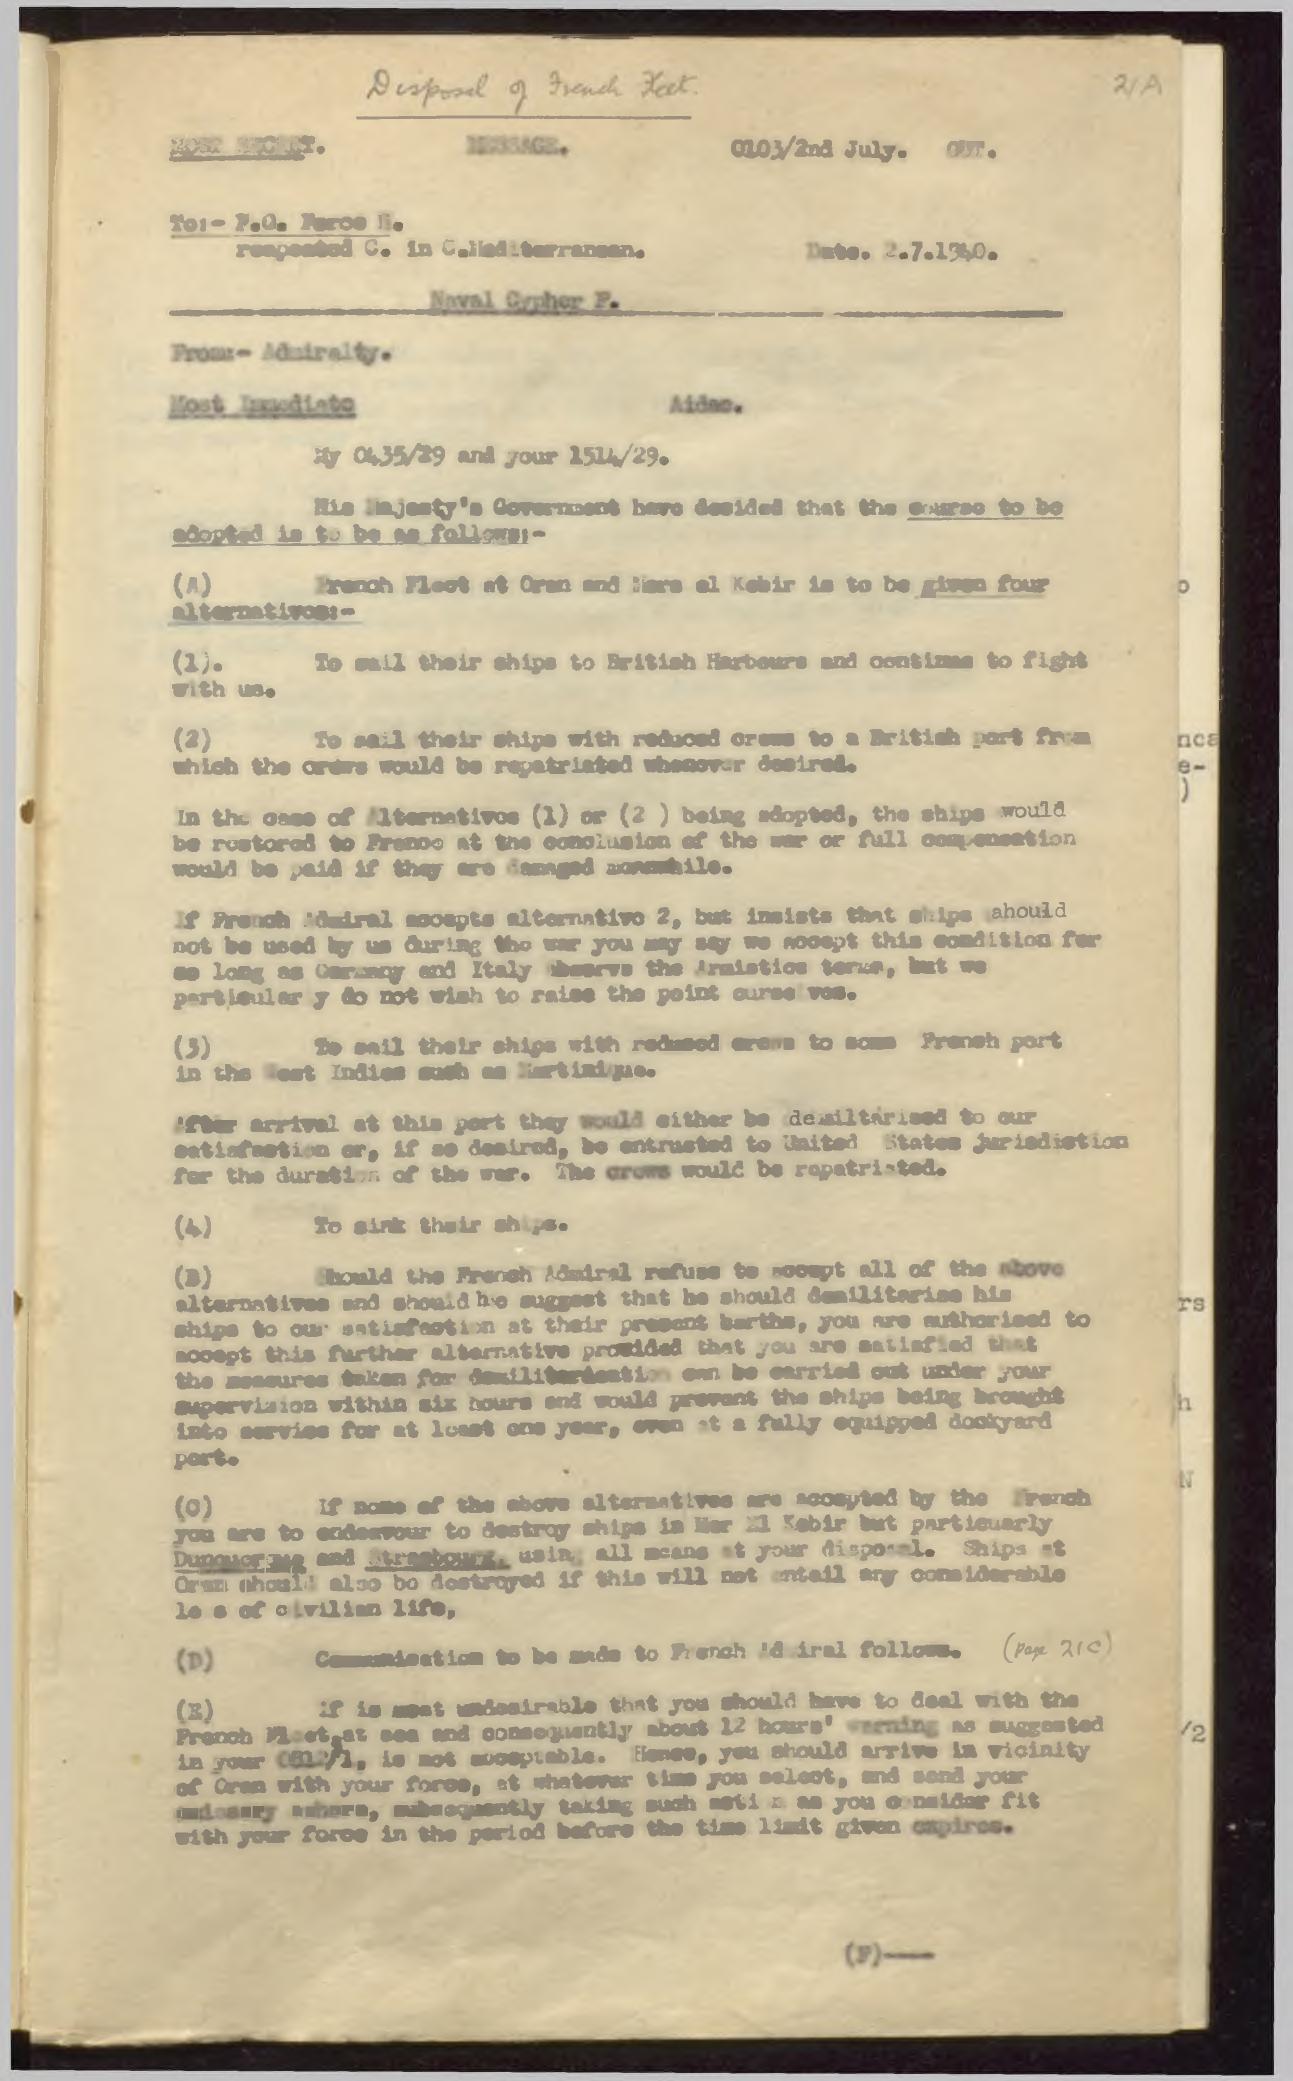 Disposal of French Fleet.
21A
MOST SECRET. MESSAGE. 0103/2nd July. OUT.
To:- F.O. Force H.
reapeated C. in C.Mediterranean. Date. 2.7.1940.
Naval Cypher F.
From:- Admiralty.
Most Immediate Aidac.
My 0435/29 and your 1514/29.
His Majesty's Government have decided that the course to be
adopted is to be as follows:-
(A) French Fleet at Oran and Mers el Kebir is to be given four
alternatives:-
(1). To sail their ships to British Harbours and continue to fight
with us.
(2) To sail their ships with reduced crews to a British port from
which the crews would be repatriated whenever desired.
In the case of Alternatives (1) or (2 ) being adopted, the ships would
be restored to France at the conclusion of the war or full compensation
would be paid if they are damaged meanwhile.
If French Admiral accepts alternative 2, but insists that ships should
not be used by us during the war you may say we accept this condition for
so long as Germany and Italy observe the Armistice terms, but we
particular y do not wish to raise the point ourse ves.
(3) To sail their ships with reduced crews to some French port
in the West Indies such as Martinique.
After arrival at this port they would either be demiltarised to our
satisfaction or, if so desired, be entrusted to United States jurisdiction
for the duration of the war. The crews would be repatriated.
(4) To sink their ships.
(B) Should the French Admiral refuse to accept all of the above
alternatives and should he suggest that he should demilitarise his
ships to our satisfaction at their present berths, you are authorised to
accept this further alternative provided that you are satisfied that
the measures taken for demilitarisation can be carried out under your
supervision within six hours and would prevent the ships being brought
into service for at least one year, even at a fully equipped dockyard
port.
(C) If none of the above alternatives are accepted by the French
you are to endeavour to destroy ships in Mer El Kebir but particuarly
Dunquerque and Strasbourg, using all means at your disposal. Ships at
Oran should also be destroyed if this will not entail any considerable
lo s of civilian life,
(D) Communication to be made to French Admiral follows. (page 21C)
(E) If is most undesirable that you should have to deal with the
French Fleet at sea and consequently about 12 hours' warning as suggested
in your 0812/1, is not acceptable. Hence, you should arrive in vicinity
of Oran with your force, at whatever time you select, and send your
ashore, subsequently taking such action as you consider fit
with your force in the period before the time limit given expires.
(F)——
o
nce
e-
)
rs
h
N
/2